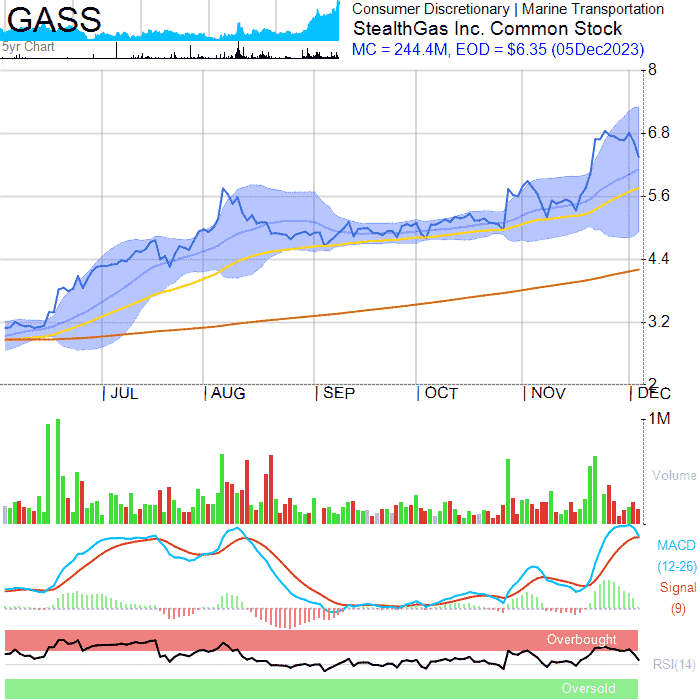 GASS
5yr Chart
Consumer Discretionary | Marine Transportation
StealthGas Inc. Common Stock
MC = 244.4M, EOD = $6.35 (05Dec2023)
8
6.8
5.6
4.4
3.2
2
JUL
AUG
SEP
OCT
NOV
DEC
1M
Volume
MACD
(12-26)
Signal
(9)
Overbought
RSI(14)
Oversold